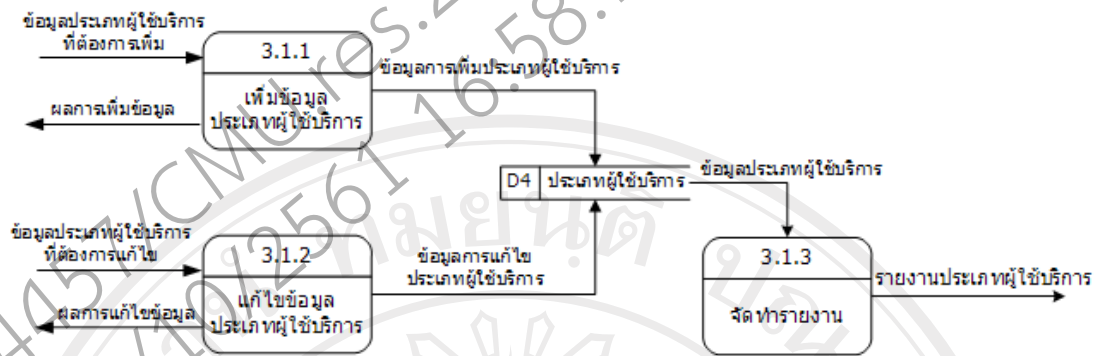 ข้อมูลประเภทผู้ใช้บริการ
ที่ต้องการเพิ่ม
ผลการเพิ่มข้อมูล
3.1.1
เพิ่มข้อมูล
ประเภทผู้ใช้บริการ
ข้อมูลการเพิ่มประเภทผู้ใช้บริการ
D4 ประเภทผู้ใช้บริการ
ข้อมูลประเภทผู้ใช้บริการ
ข้อมูลประเภทผู้ใช้บริการ
ที่ต้องการแก้ไข
ผลการแก้ไขข้อมูล
3.1.2
แก้ไขข้อมูล
ประเภทผู้ใช้บริการ
ข้อมูลการแก้ไข
ประเภทผู้ใช้บริการ
3.1.3
จัดทำรายงาน
รายงานประเภทผู้ใช้บริการ